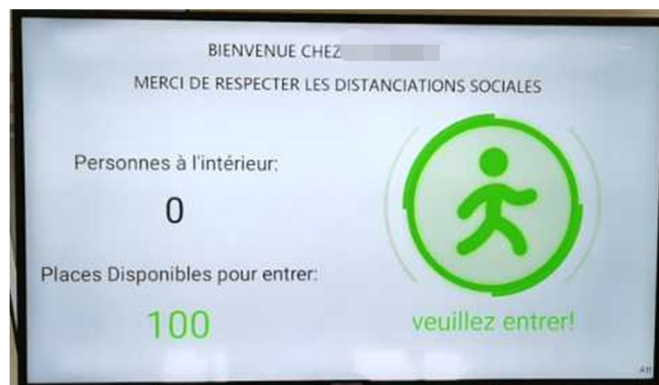 BIENVENUE CHEZ
MERCI DE RESPECTER LES DISTANCIATIONS SOCIALES
Personnes à l'intérieur:
0
Places Disponibles pour entrer:
100
veuillez entrer!